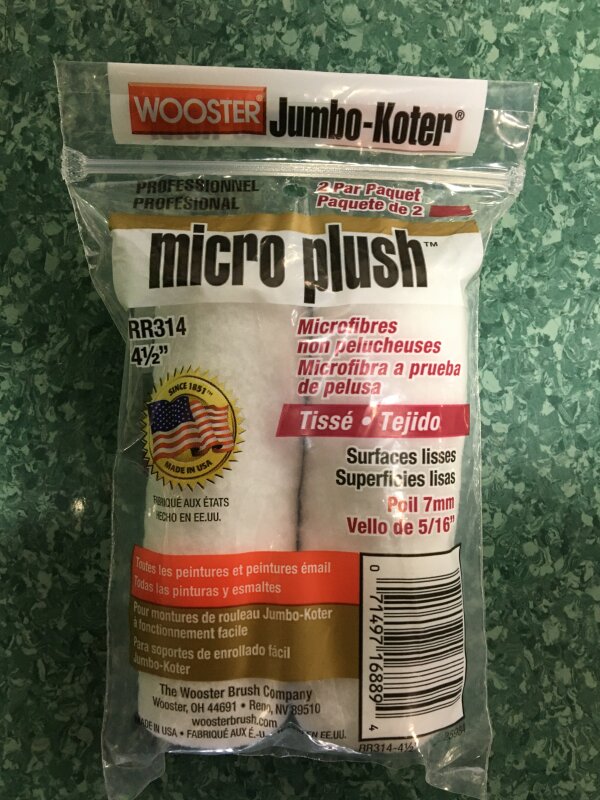 WOOSTER® Jumbo-Koter®
PROFESSIONNEL
PROFESIONAL
2 Par Paquet
Paquete de 2
micro plush™
RR314
4½"
Microfibres
non pelucheuses
Microfibra a prueba
de pelusa
Tissé • Tejido
SINCE 1851™
MADE IN USA
FABRIQUÉ AUX ÉTATS
HECHO EN EE.UU.
Surfaces lisses
Superficies lisas
Poil 7mm
Vello de 5/16"
Toutes les peintures et peintures émail
Todas las pinturas y esmaltes
Pour montures de rouleau Jumbo-Koter
à fonctionnement facile
Para soportes de enrollado fácil
Jumbo-Koter
The Wooster Brush Company
Wooster, OH 44691 • Reno, NV 89510
woosterbrush.com
MADE IN USA • FABRIQUÉ AUX É.-U. EN EE.UU.
0 71497 16889 4
RR314-4½